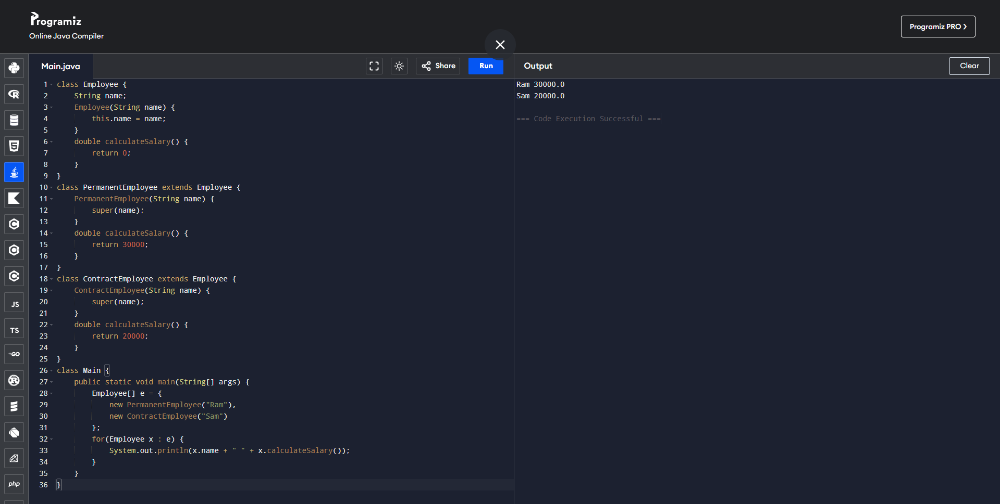 Programiz
Online Java Compiler
Programiz PRO ❯
Main.java
Share
Run
Output
Clear
1 class Employee {
2     String name;
3     Employee(String name) {
4         this.name = name;
5     }
6     double calculateSalary() {
7         return 0;
8     }
9 }
10 class PermanentEmployee extends Employee {
11     PermanentEmployee(String name) {
12         super(name);
13     }
14     double calculateSalary() {
15         return 30000;
16     }
17 }
18 class ContractEmployee extends Employee {
19     ContractEmployee(String name) {
20         super(name);
21     }
22     double calculateSalary() {
23         return 20000;
24     }
25 }
26 class Main {
27     public static void main(String[] args) {
28         Employee[] e = {
29             new PermanentEmployee("Ram"),
30             new ContractEmployee("Sam")
31         };
32         for(Employee x : e) {
33             System.out.println(x.name + " " + x.calculateSalary());
34         }
35     }
36 }
Ram 30000.0
Sam 20000.0
=== Code Execution Successful ===
JS
TS
GO
php